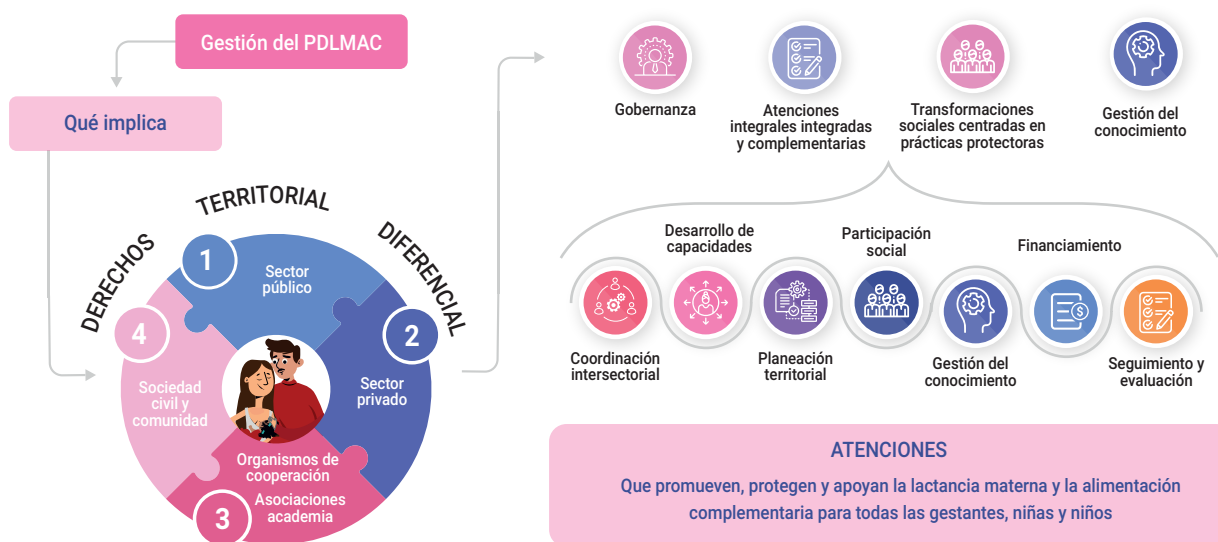 Gestión del PDLMAC
Qué implica
DERECHOS
TERRITORIAL
DIFERENCIAL
1
Sector
público
2
Sector
privado
3
Organismos de
cooperación
Asociaciones
academia
4
Sociedad
civil y
comunidad
Gobernanza
Atenciones
integrales integradas
y complementarias
Transformaciones
sociales centradas en
prácticas protectoras
Gestión del
conocimiento
Coordinación
intersectorial
Desarrollo de
capacidades
Planeación
territorial
Participación
social
Gestión del
conocimiento
Financiamiento
$
Seguimiento y
evaluación
ATENCIONES
Que promueven, protegen y apoyan la lactancia materna y la alimentación
complementaria para todas las gestantes, niñas y niños